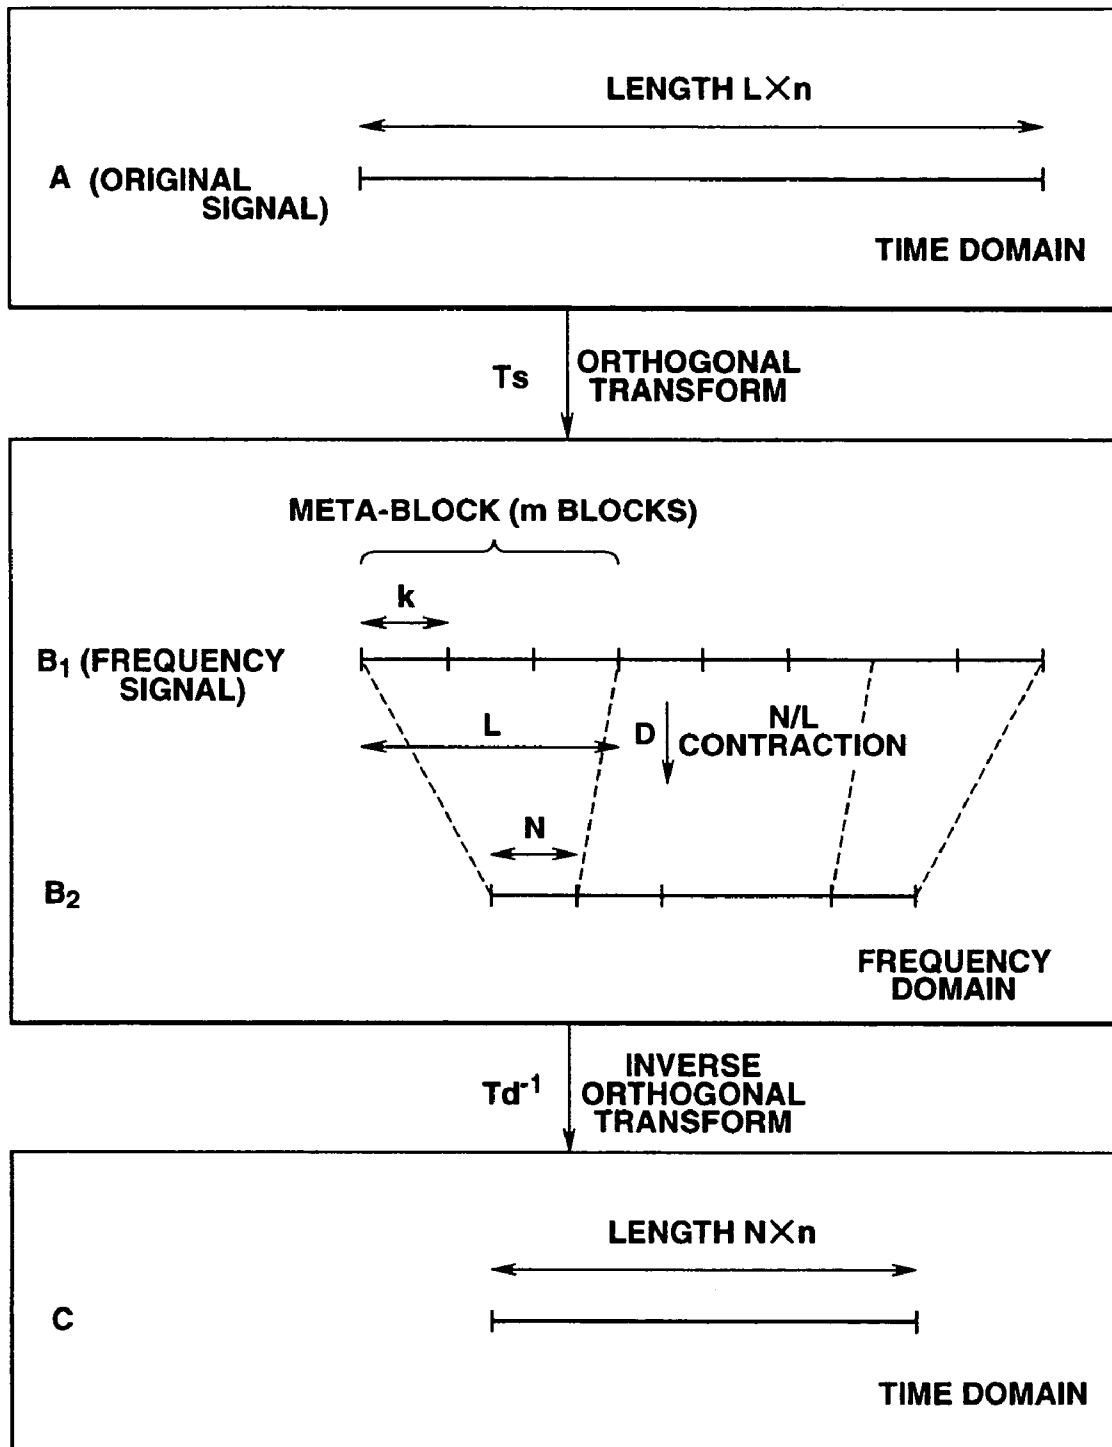 LENGTH L×n
A (ORIGINAL
SIGNAL)
TIME DOMAIN
Ts
ORTHOGONAL
TRANSFORM
META-BLOCK (m BLOCKS)
k
B1 (FREQUENCY
SIGNAL)
L
D
N/L
CONTRACTION
N
B2
FREQUENCY
DOMAIN
Td-1
INVERSE
ORTHOGONAL
TRANSFORM
LENGTH N×n
C
TIME DOMAIN